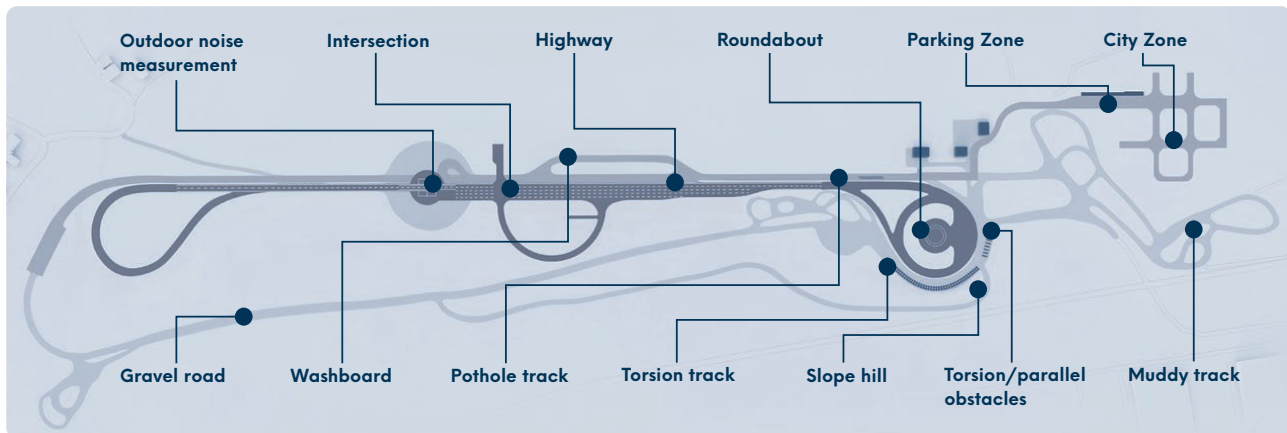 Outdoor noise
measurement
Intersection
Highway
Roundabout
Parking Zone
City Zone
Gravel road
Washboard
Pothole track
Torsion track
Slope hill
Torsion/parallel
obstacles
Muddy track